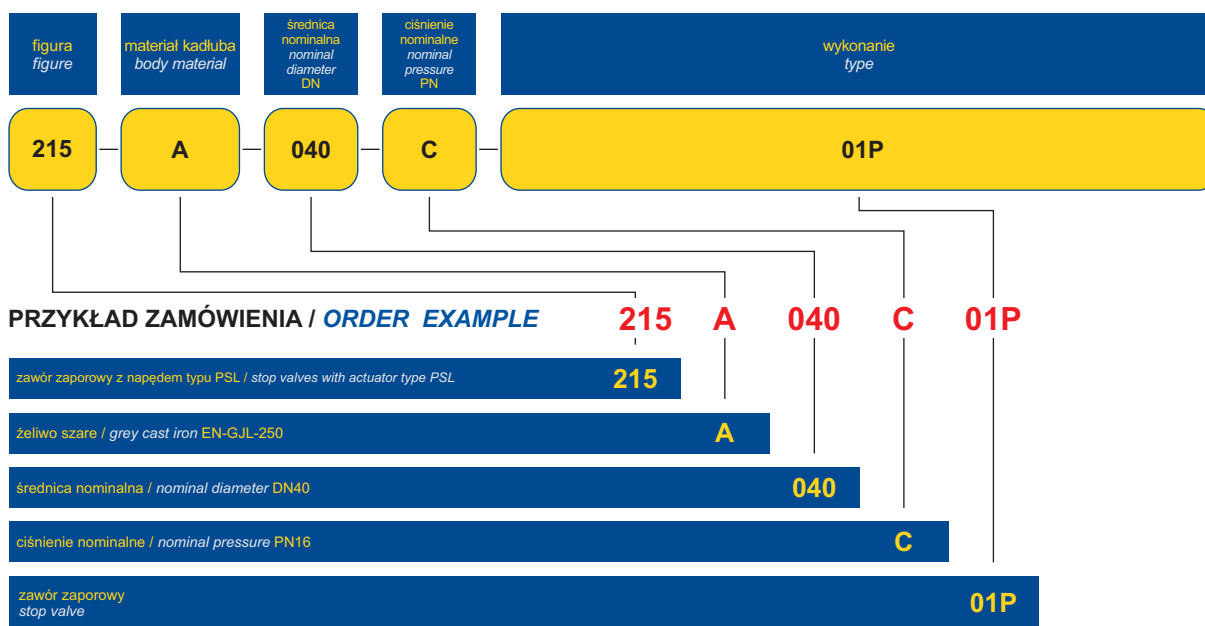 figura
figure
materiał kadłuba
body material
średnica
nominalna
nominal
diameter
DN
ciśnienie
nominalne
nominal
pressure
PN
wykonanie
type
215
A
040
C
01P
PRZYKŁAD ZAMÓWIENIA / ORDER EXAMPLE 215 A 040 C 01P
zawór zaporowy z napędem typu PSL / stop valves with actuator type PSL 215
żeliwo szare / grey cast iron EN-GJL-250 A
średnica nominalna / nominal diameter DN40 040
ciśnienie nominalne / nominal pressure PN16 C
zawór zaporowy
stop valve
01P